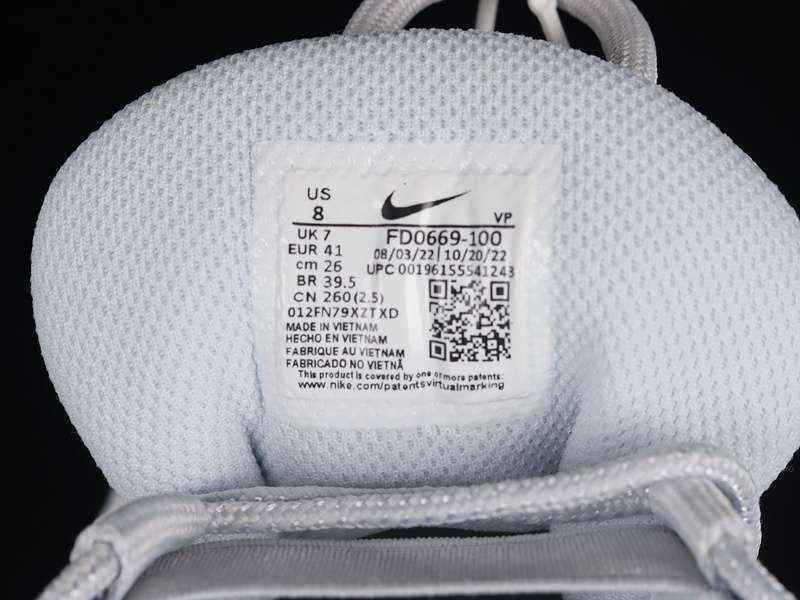 US
8
VP
UK 7
FD0669-100
EUR 41
08/03/22 | 10/20/22
cm 26
UPC 00196155541243
BR 39.5
CN 260(2.5)
012FN79XZTXD
MADE IN VIETNAM
HECHO EN VIETNAM
FABRIQUE AU VIETNAM
FABRICADO NO VIETNÃ
This product is covered by one or more patents:
www.nike.com/patentsvirtualmarking